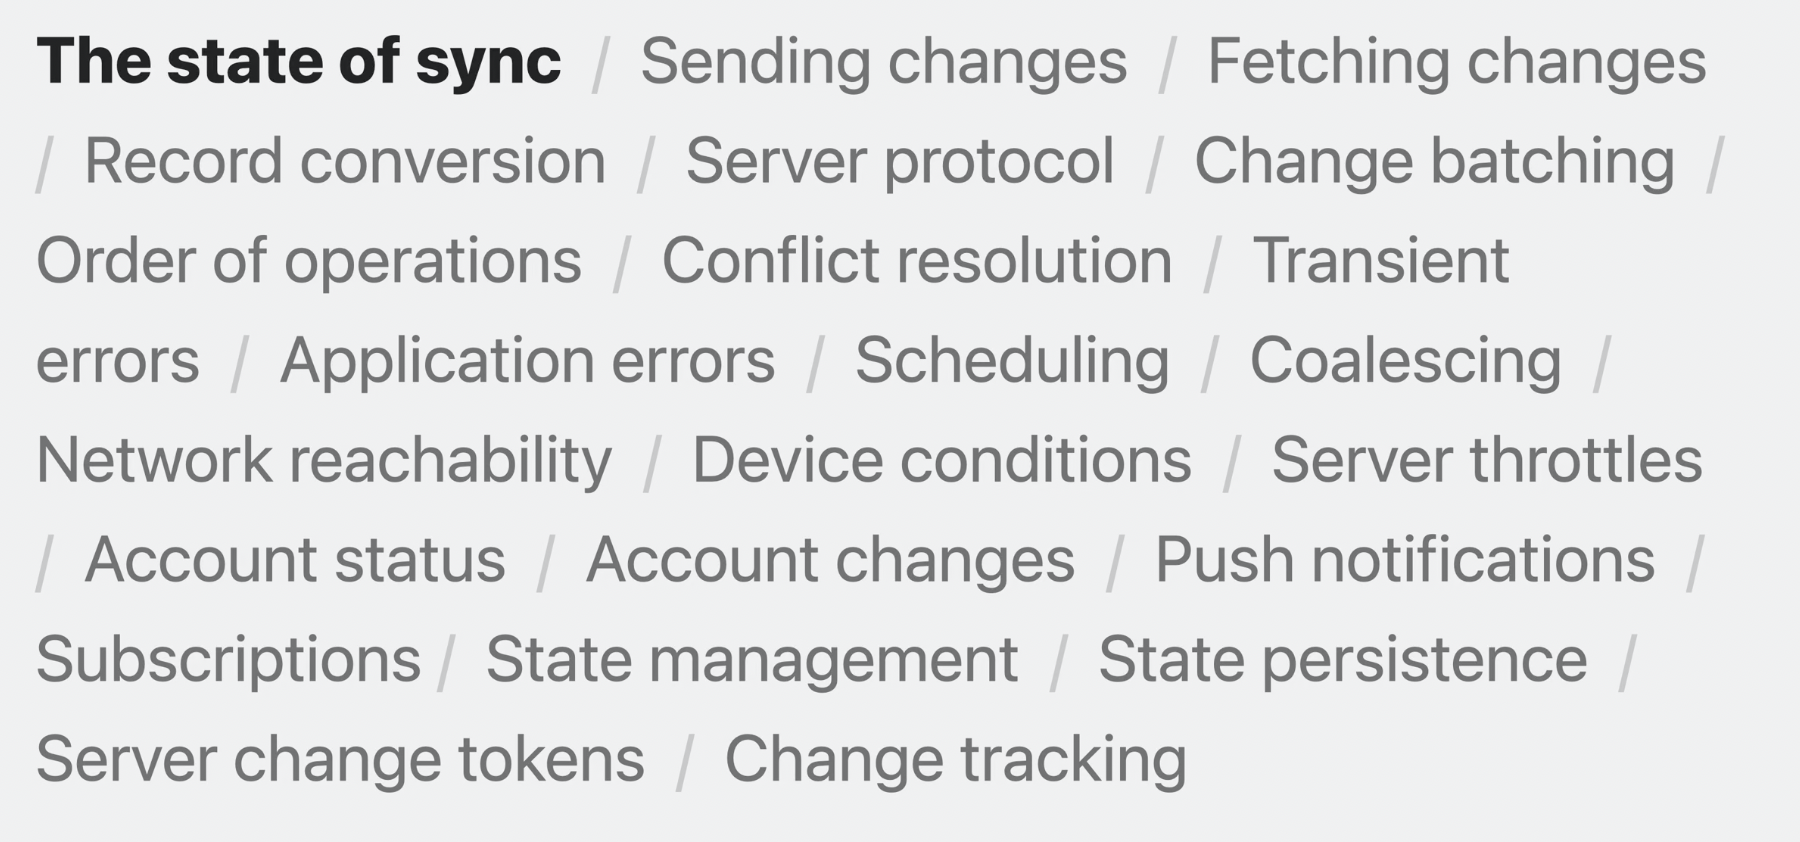 The state of sync / Sending changes / Fetching changes
/ Record conversion / Server protocol / Change batching /
Order of operations / Conflict resolution / Transient
errors / Application errors / Scheduling / Coalescing /
Network reachability / Device conditions / Server throttles
/ Account status / Account changes / Push notifications /
Subscriptions / State management / State persistence /
Server change tokens / Change tracking